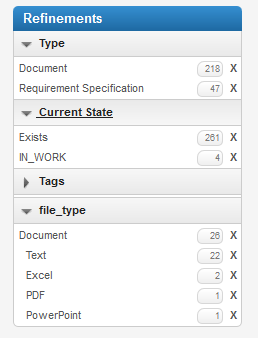 Refinements
Type
Document 218 X
Requirement Specification 47 X
Current State
Exists 261 X
IN_WORK 4 X
Tags
file_type
Document 26 X
Text 22 X
Excel 2 X
PDF 1 X
PowerPoint 1 X